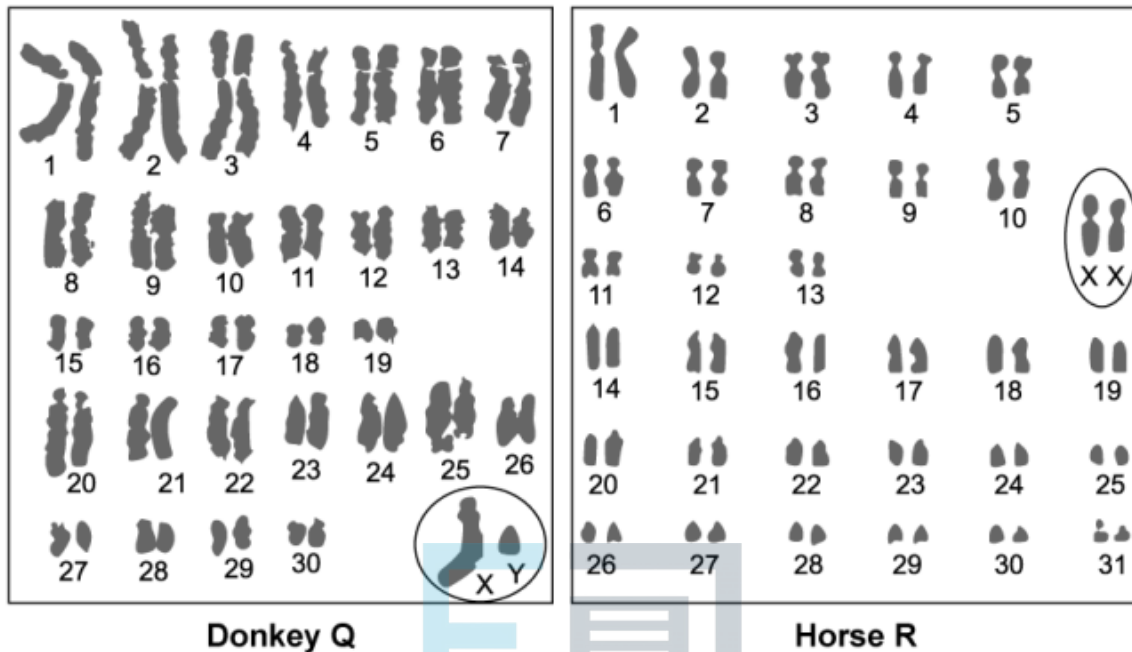 1 2 3 4 5 6 7
8 9 10 11 12 13 14
15 16 17 18 19
20 21 22 23 24 25 26
27 28 29 30 X Y
Donkey Q
1 2 3 4 5
6 7 8 9 10
X X
11 12 13
14 15 16 17 18 19
20 21 22 23 24 25
26 27 28 29 30 31
Horse R